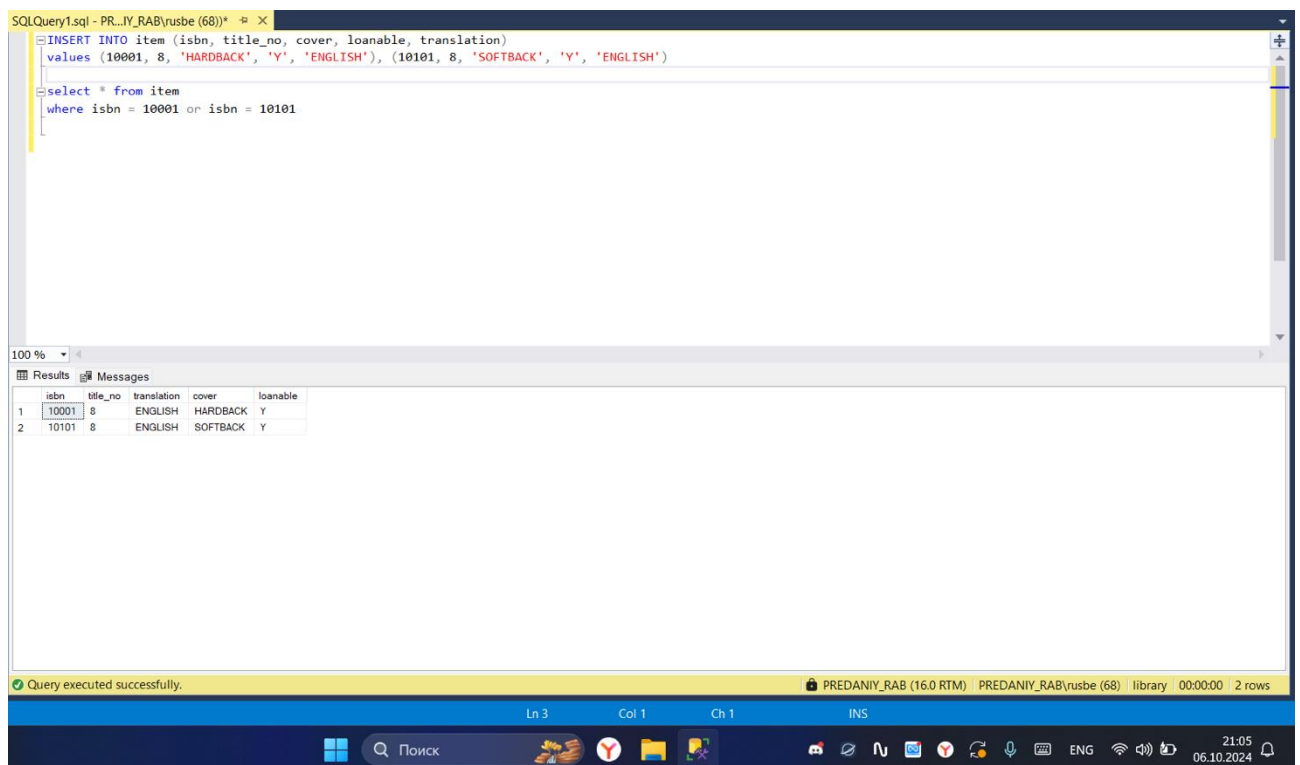 SQLQuery1.sql - PR...IY_RAB\rusbe (68))*
INSERT INTO item (isbn, title_no, cover, loanable, translation)
values (10001, 8, 'HARDBACK', 'Y', 'ENGLISH'), (10101, 8, 'SOFTBACK', 'Y', 'ENGLISH')
select * from item
where isbn = 10001 or isbn = 10101
100 %
Results Messages
isbn title_no translation cover loanable
1 10001 8 ENGLISH HARDBACK Y
2 10101 8 ENGLISH SOFTBACK Y
Query executed successfully. PREDANIY_RAB (16.0 RTM) PREDANIY_RAB\rusbe (68) library 00:00:00 2 rows
Ln 3 Col 1 Ch 1 INS
Поиск ENG 21:05
06.10.2024